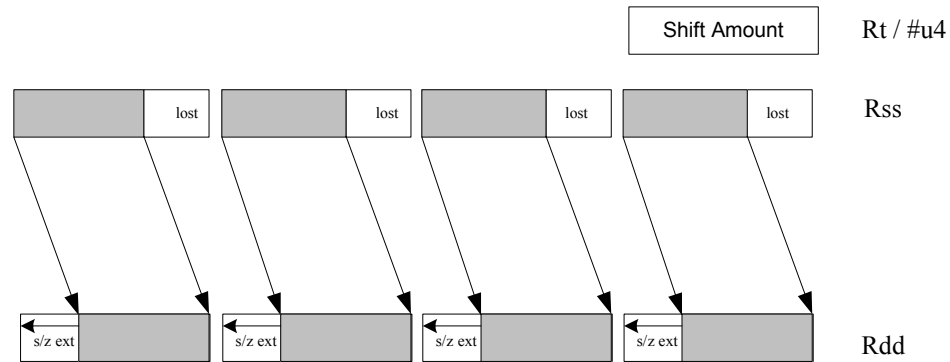 Shift Amount Rt / #u4
lost lost lost lost Rss
s/z ext s/z ext s/z ext s/z ext Rdd